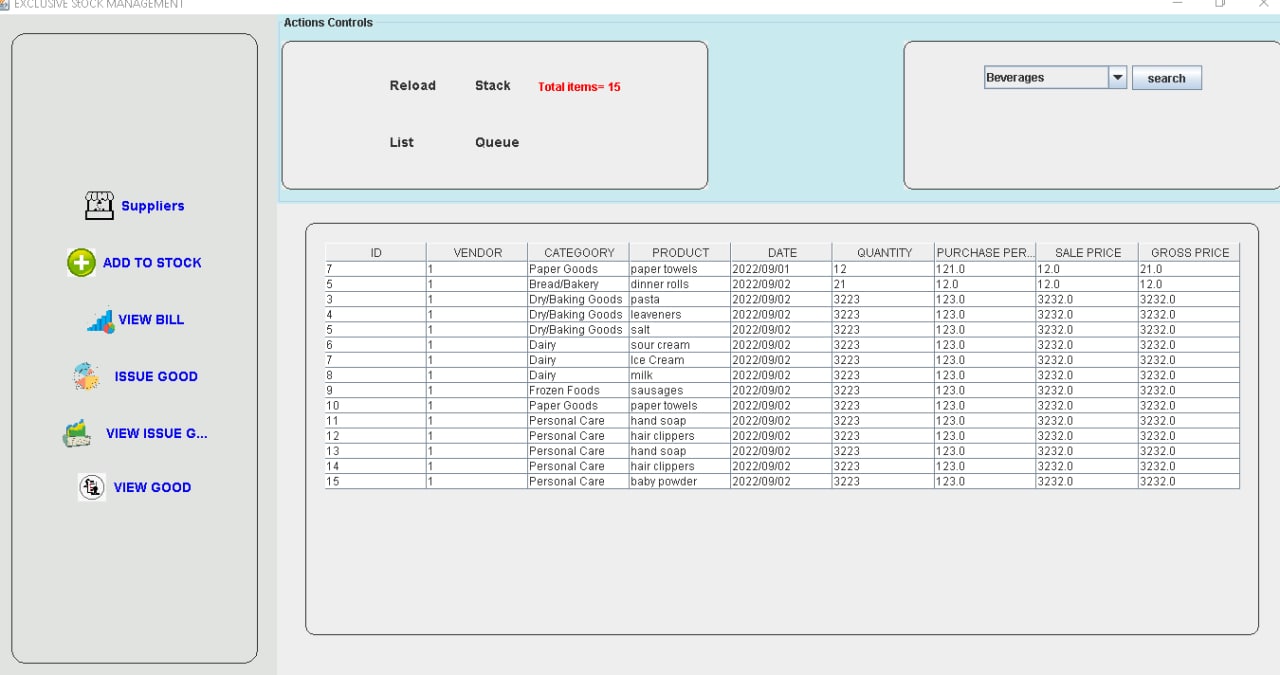 EXCLUSIVE StOCK MANAGEMENT
Actions Controls
Reload Stack Total items= 15
List Queue
Beverages search
Suppliers
ADD TO STOCK
VIEW BILL
ISSUE GOOD
VIEW ISSUE G...
VIEW GOOD
ID VENDOR CATEGOORY PRODUCT DATE QUANTITY PURCHASE PER... SALE PRICE GROSS PRICE
7 1 Paper Goods paper towels 2022/09/01 12 121.0 12.0 21.0
5 1 Bread/Bakery dinner rolls 2022/09/02 21 12.0 12.0 12.0
3 1 Dry/Baking Goods pasta 2022/09/02 3223 123.0 3232.0 3232.0
4 1 Dry/Baking Goods leaveners 2022/09/02 3223 123.0 3232.0 3232.0
5 1 Dry/Baking Goods salt 2022/09/02 3223 123.0 3232.0 3232.0
6 1 Dairy sour cream 2022/09/02 3223 123.0 3232.0 3232.0
7 1 Dairy Ice Cream 2022/09/02 3223 123.0 3232.0 3232.0
8 1 Dairy milk 2022/09/02 3223 123.0 3232.0 3232.0
9 1 Frozen Foods sausages 2022/09/02 3223 123.0 3232.0 3232.0
10 1 Paper Goods paper towels 2022/09/02 3223 123.0 3232.0 3232.0
11 1 Personal Care hand soap 2022/09/02 3223 123.0 3232.0 3232.0
12 1 Personal Care hair clippers 2022/09/02 3223 123.0 3232.0 3232.0
13 1 Personal Care hand soap 2022/09/02 3223 123.0 3232.0 3232.0
14 1 Personal Care hair clippers 2022/09/02 3223 123.0 3232.0 3232.0
15 1 Personal Care baby powder 2022/09/02 3223 123.0 3232.0 3232.0